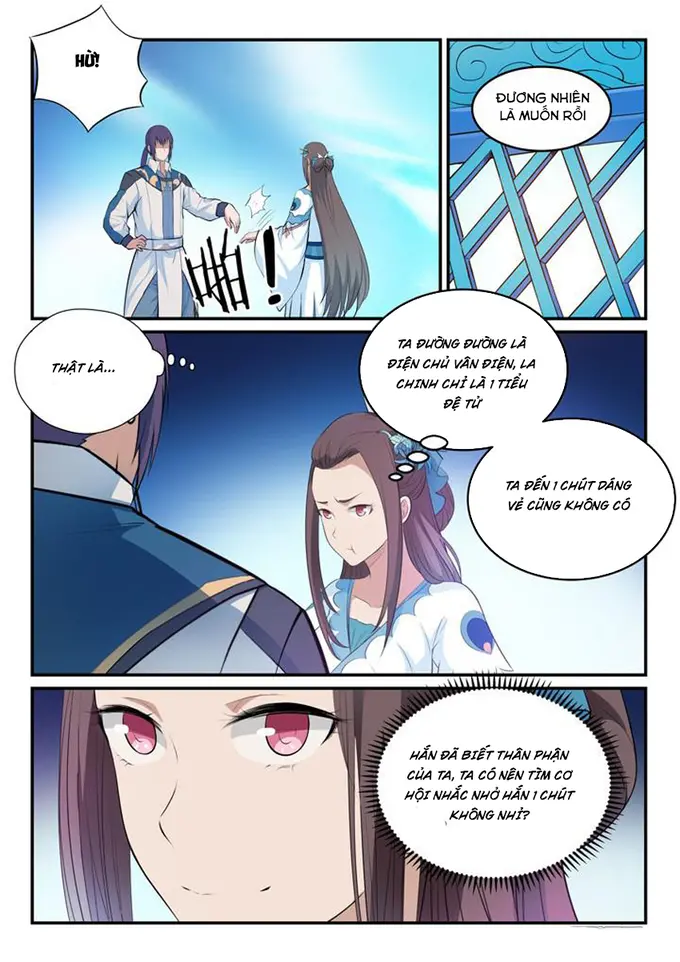 HỪ!
ĐƯƠNG NHIÊN
LÀ MUỐN RỒI
啪!
THẬT LÀ...
TA ĐƯỜNG ĐƯỜNG LÀ
ĐIỆN CHỦ VÂN ĐIỆN, LA
CHINH CHỈ LÀ 1 TIỂU
ĐỆ TỬ
TA ĐẾN 1 CHÚT DÁNG
VẺ CŨNG KHÔNG CÓ
HẮN ĐÃ BIẾT THÂN PHẬN
CỦA TA, TA CÓ NÊN TÌM CƠ
HỘI NHẮC NHỞ HẮN 1 CHÚT
KHÔNG NHỈ?